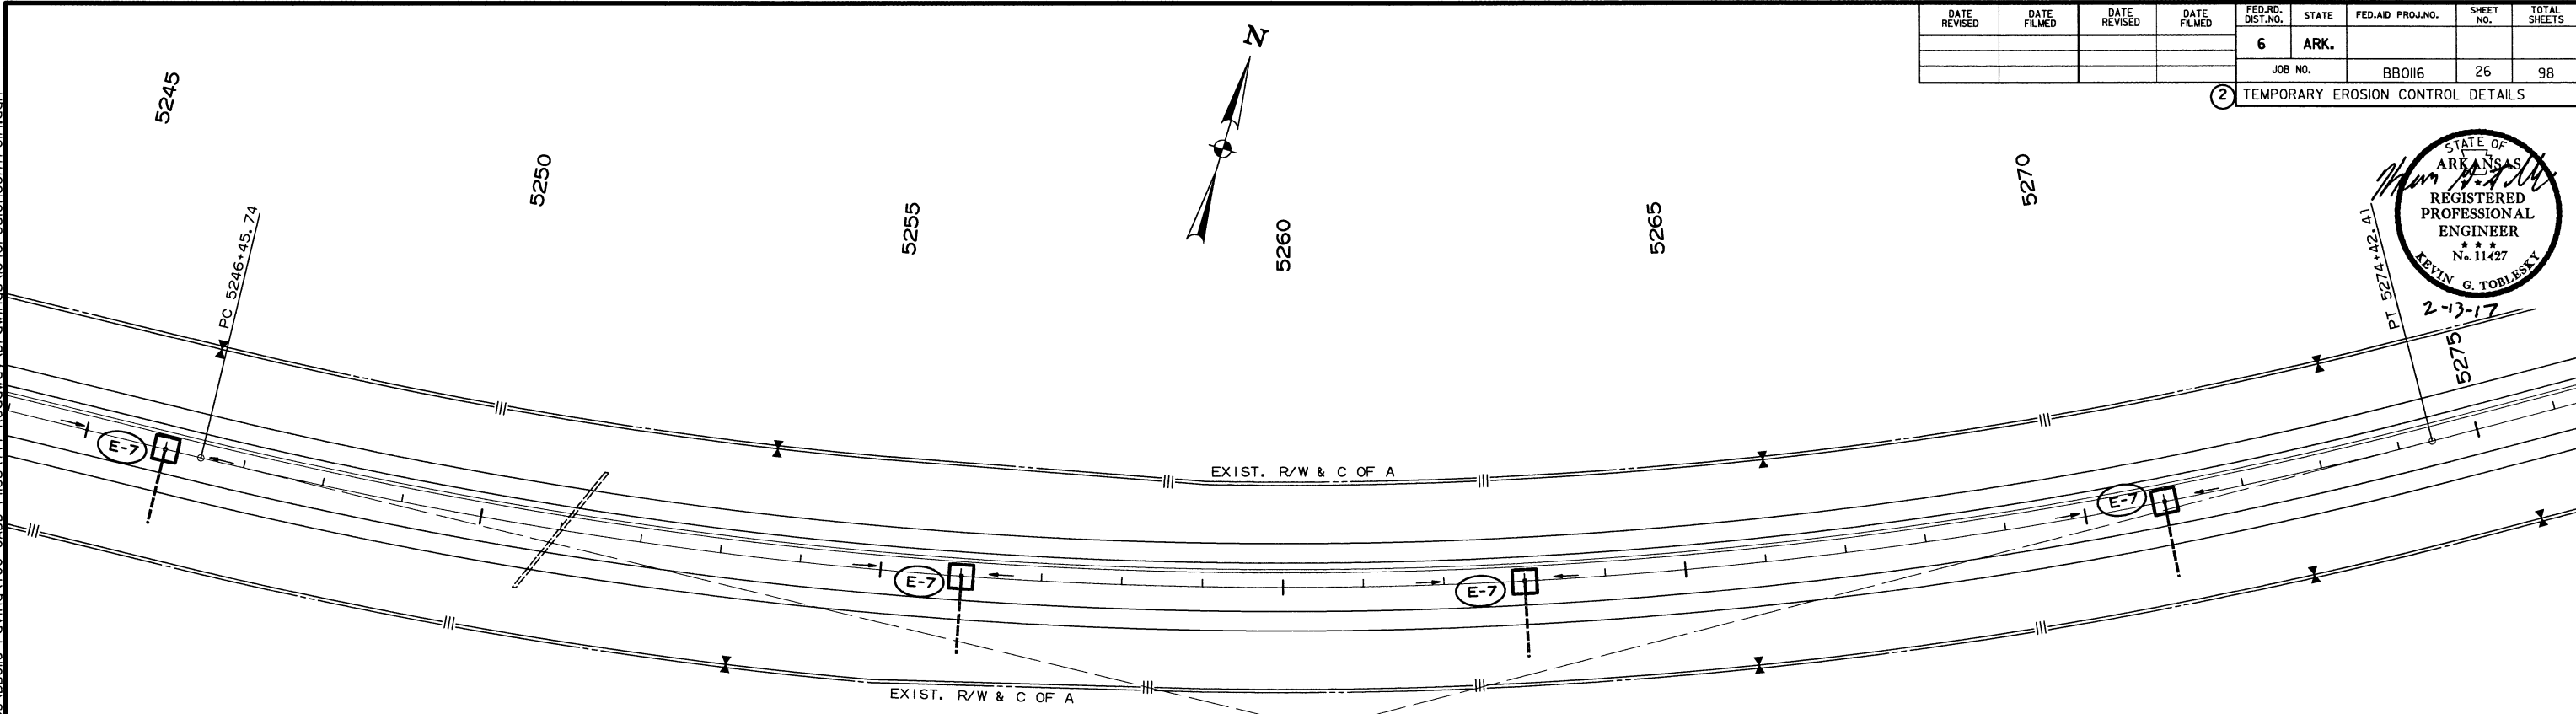 DATE REVISED
DATE FILMED
DATE REVISED
DATE FILMED
FED.RD. DIST.NO.
STATE
FED.AID PROJ.NO.
SHEET NO.
TOTAL SHEETS
6
ARK.
JOB NO.
BB0116
26
98
2
TEMPORARY EROSION CONTROL DETAILS
N
5245
5250
5255
5260
5265
5270
5275
PC 5246+45.74
PT 5274+42.41
STATE OF
ARKANSAS
REGISTERED
PROFESSIONAL
ENGINEER
No. 11427
KEVIN G. TOBLESKY
2-13-17
EXIST. R/W & C OF A
E-7
E-7
E-7
E-7
EXIST. R/W & C OF A